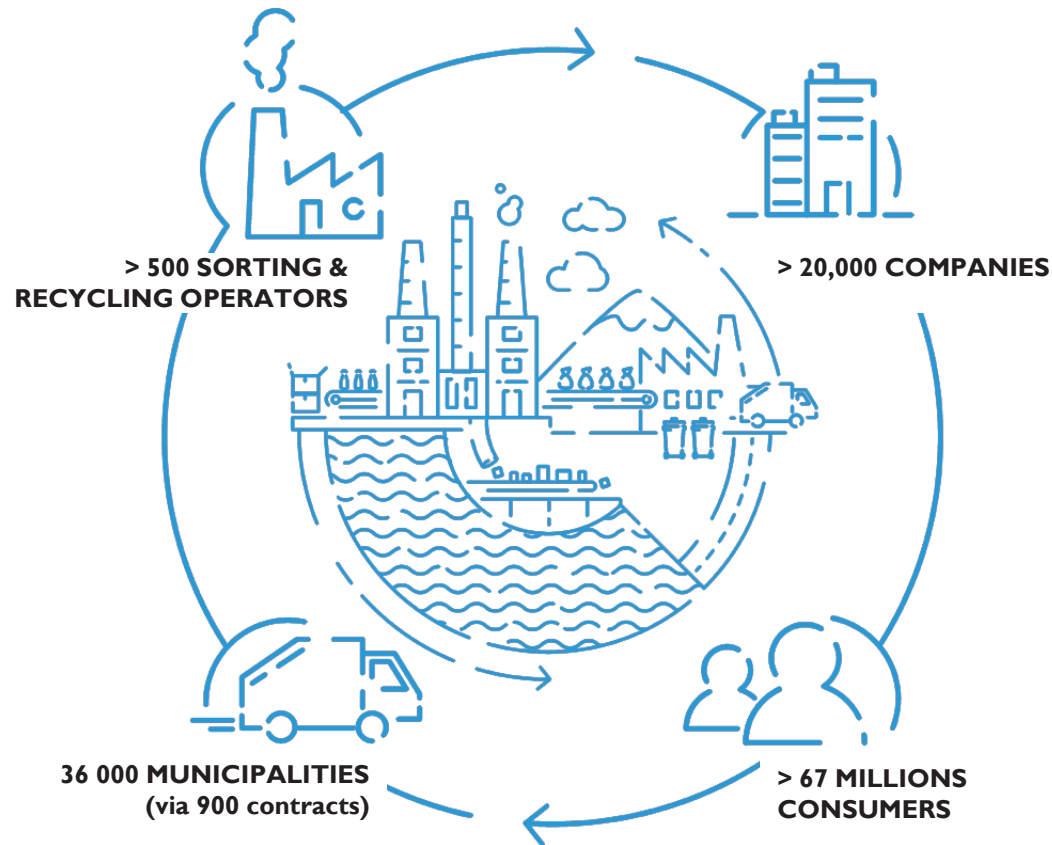 > 500 SORTING &
RECYCLING OPERATORS
> 20,000 COMPANIES
36 000 MUNICIPALITIES
(via 900 contracts)
> 67 MILLIONS
CONSUMERS